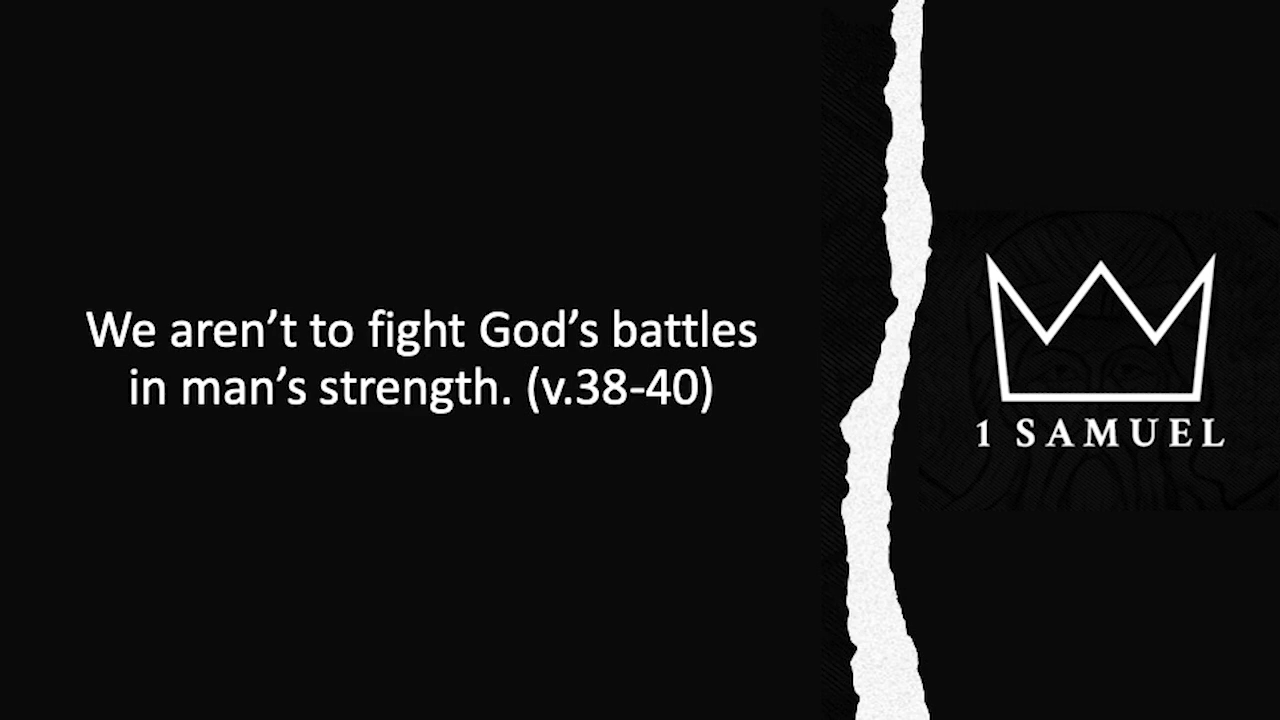 We aren’t to fight God’s battles
in man’s strength. (v.38-40)
1 SAMUEL